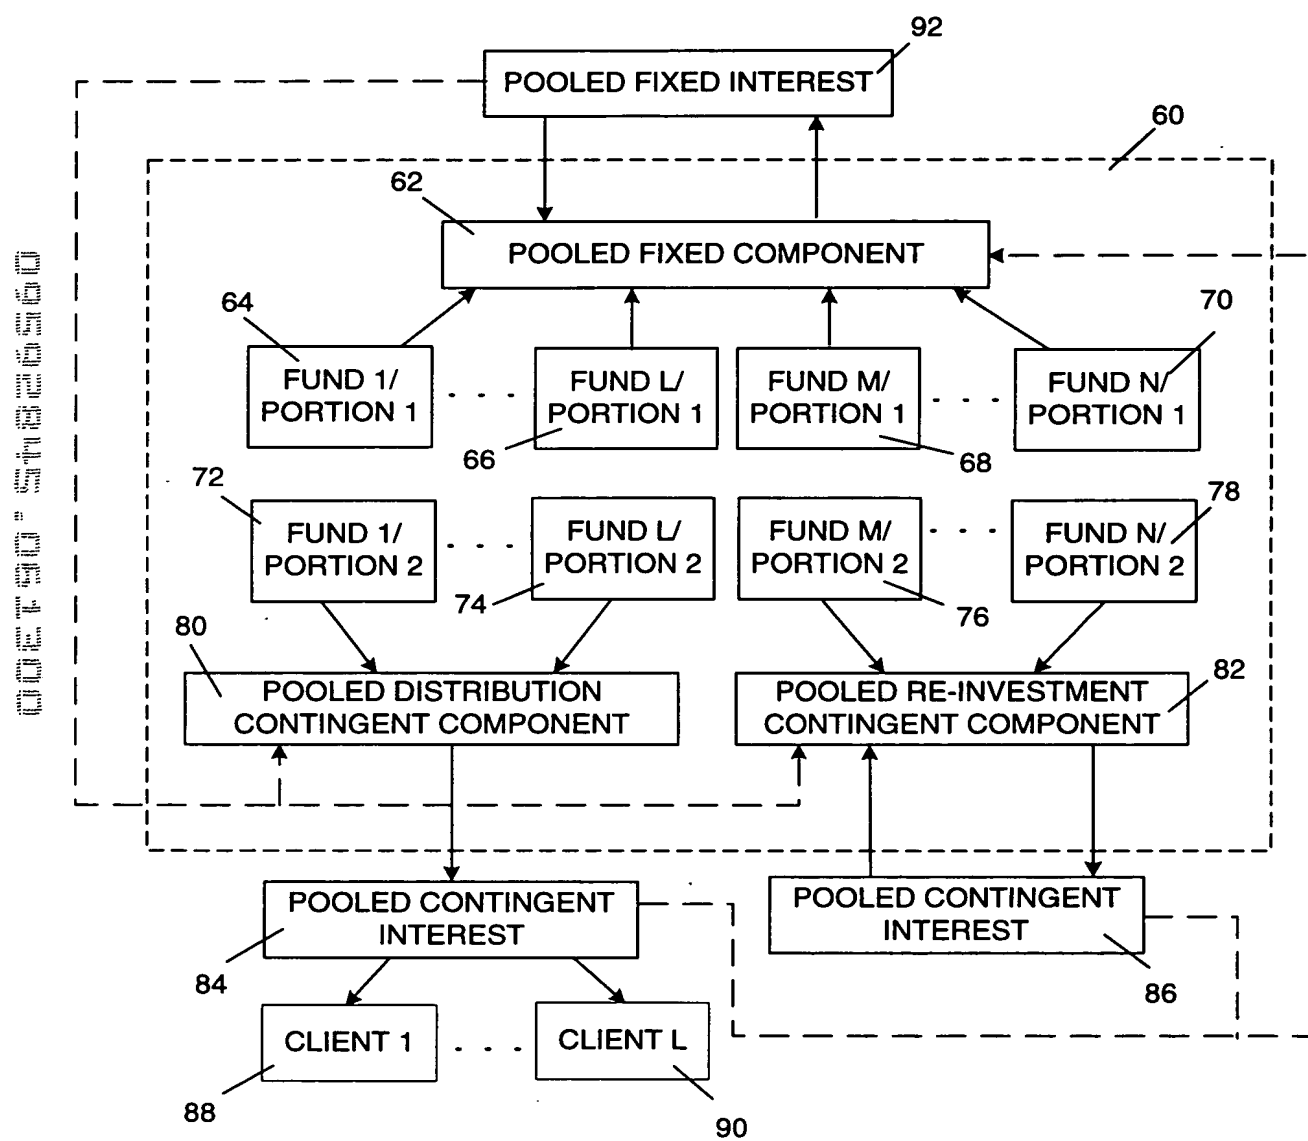 92
POOLED FIXED INTEREST
60
62
POOLED FIXED COMPONENT
64
70
FUND 1/
PORTION 1
. . .
FUND L/
PORTION 1
FUND M/
PORTION 1
. . .
FUND N/
PORTION 1
66
68
72
78
FUND 1/
PORTION 2
. . .
FUND L/
PORTION 2
FUND M/
PORTION 2
. . .
FUND N/
PORTION 2
74
76
80
82
POOLED DISTRIBUTION
CONTINGENT COMPONENT
POOLED RE-INVESTMENT
CONTINGENT COMPONENT
POOLED CONTINGENT
INTEREST
POOLED CONTINGENT
INTEREST
84
86
CLIENT 1
. . .
CLIENT L
88
90